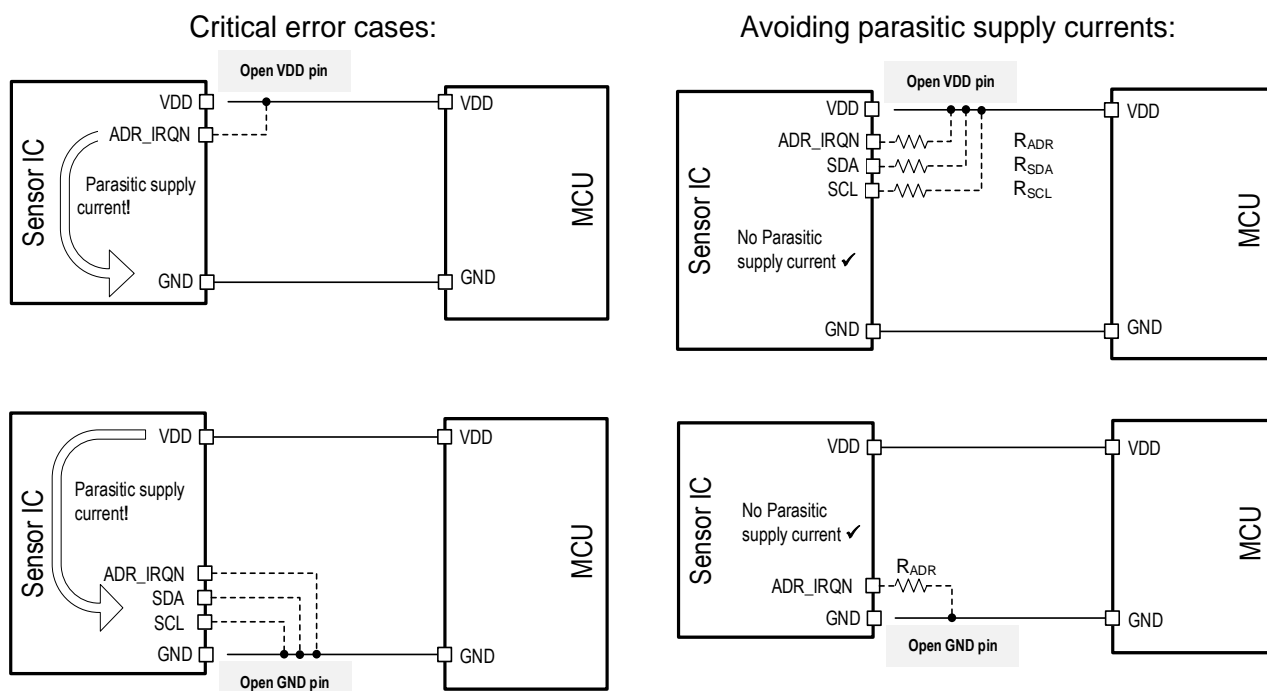 Critical error cases:
Open VDD pin
VDD
VDD
ADR_IRQN
Sensor IC
Parasitic supply
current!
MCU
GND
GND
Avoiding parasitic supply currents:
Open VDD pin
VDD
VDD
ADR_IRQN
RADR
SDA
RSDA
SCL
RSCL
Sensor IC
No Parasitic
supply current ✓
MCU
GND
GND
VDD
VDD
Sensor IC
Parasitic supply
current!
MCU
ADR_IRQN
SDA
SCL
GND
GND
Open GND pin
VDD
VDD
Sensor IC
No Parasitic
supply current ✓
MCU
RADR
ADR_IRQN
GND
GND
Open GND pin